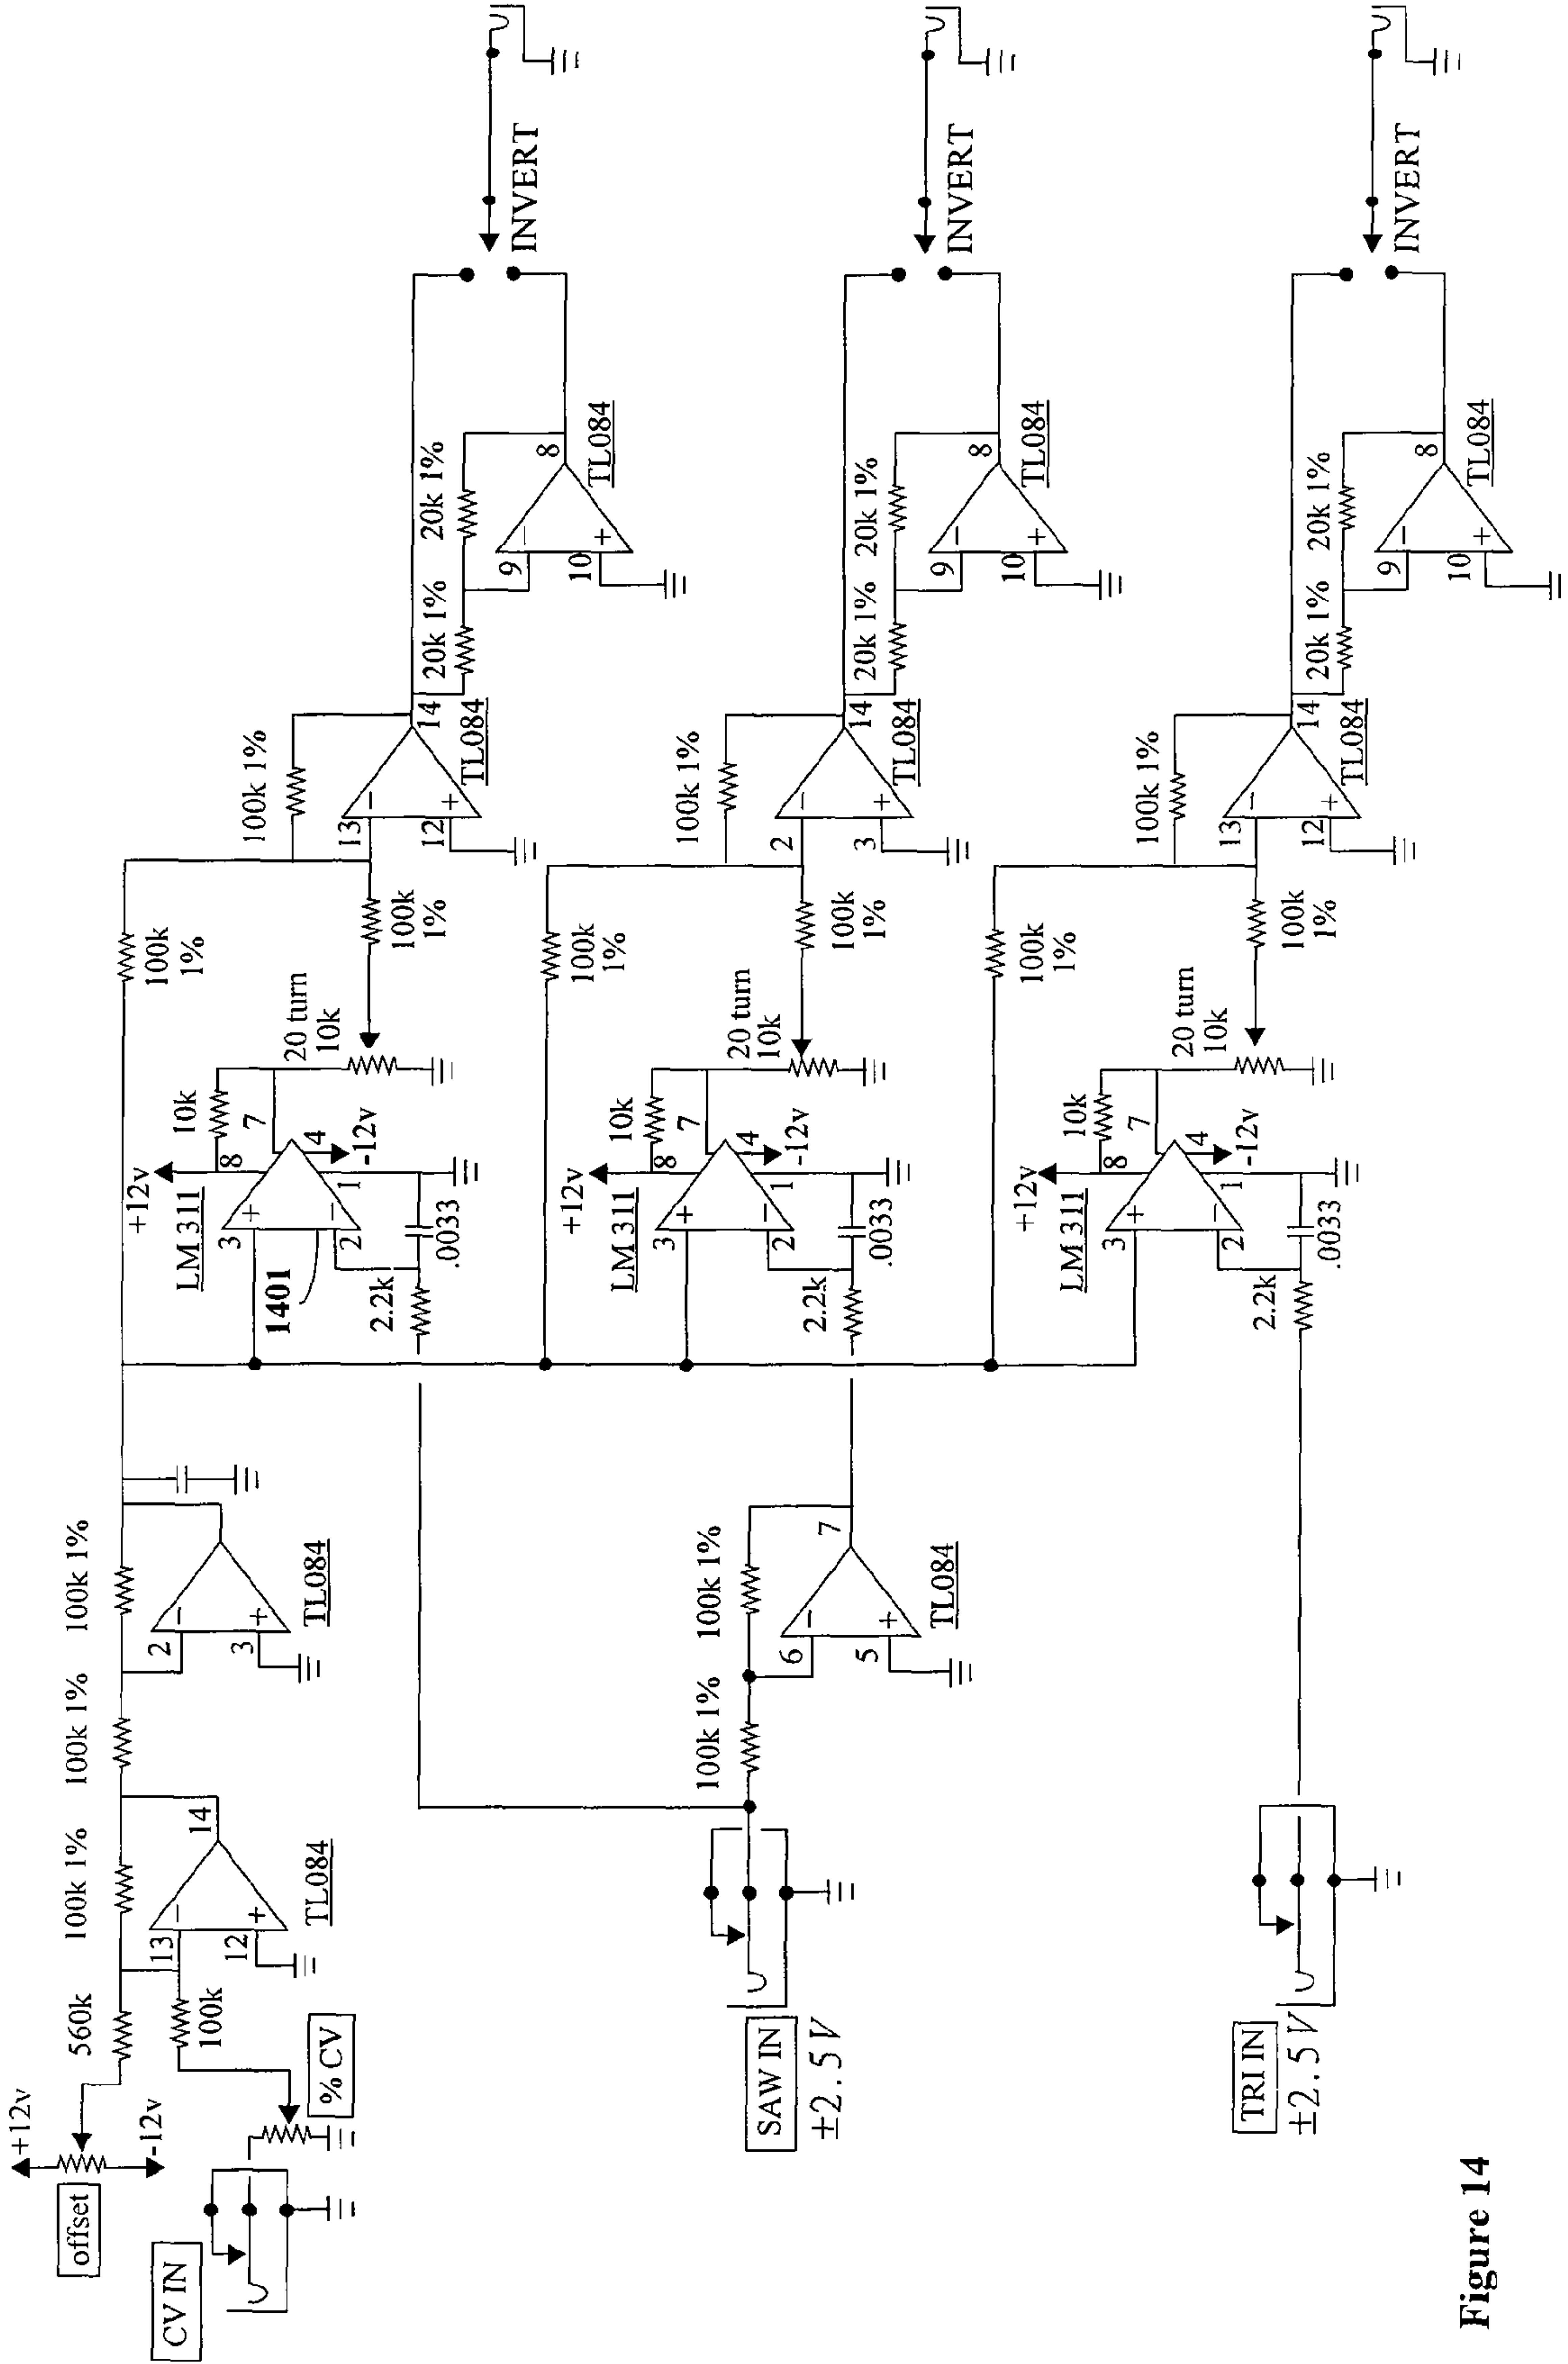 +12v
offset
-12v
560k
100k 1%
100k 1%
100k 1%
CV IN
% CV
100k
13
12
14
TL084
2
3
TL084
100k
1%
+12v
LM 311
10k
8
7
4
-12v
3
2
1
1401
2.2k
.0033
20 turn
10k
100k
1%
100k 1%
13
12
14
TL084
20k 1%
20k 1%
9
10
8
TL084
INVERT
SAW IN
±2.5V
100k 1%
100k 1%
6
5
7
TL084
100k
1%
+12v
LM 311
10k
8
7
4
-12v
3
2
1
2.2k
.0033
20 turn
10k
100k
1%
100k 1%
2
3
14
TL084
20k 1%
20k 1%
9
10
8
TL084
INVERT
TRI IN
±2.5V
100k
1%
+12v
LM 311
10k
8
7
4
-12v
3
2
1
2.2k
.0033
20 turn
10k
100k
1%
100k 1%
13
12
14
TL084
20k 1%
20k 1%
9
10
8
TL084
INVERT
Figure 14